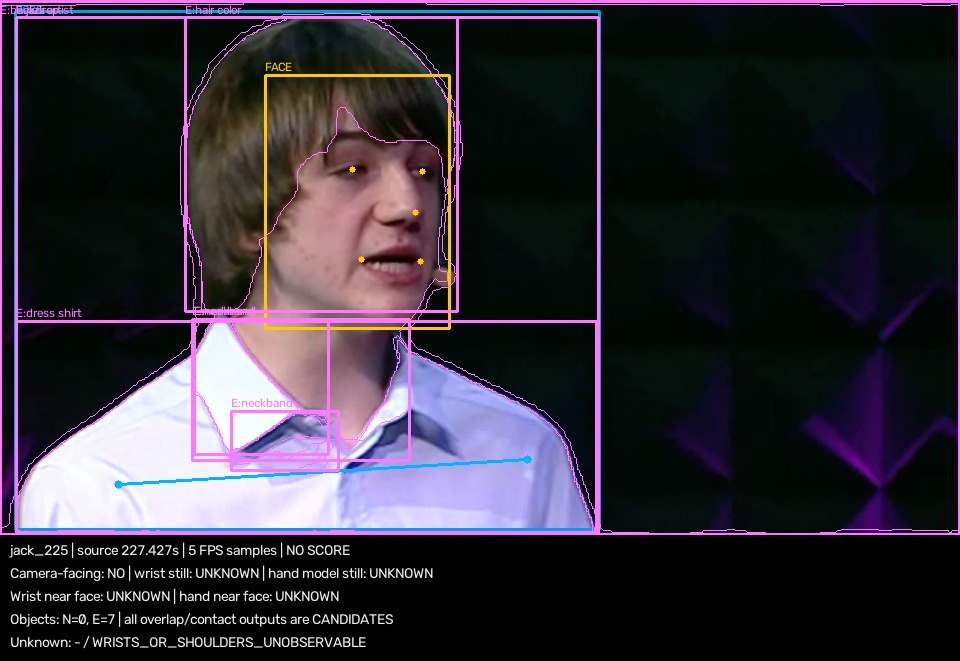 E:hair color
FACE
E:dress shirt
E:neckband
jack_225 | source 227.427s | 5 FPS samples | NO SCORE
Camera-facing: NO | wrist still: UNKNOWN | hand model still: UNKNOWN
Wrist near face: UNKNOWN | hand near face: UNKNOWN
Objects: N=0, E=7 | all overlap/contact outputs are CANDIDATES
Unknown: - / WRISTS_OR_SHOULDERS_UNOBSERVABLE